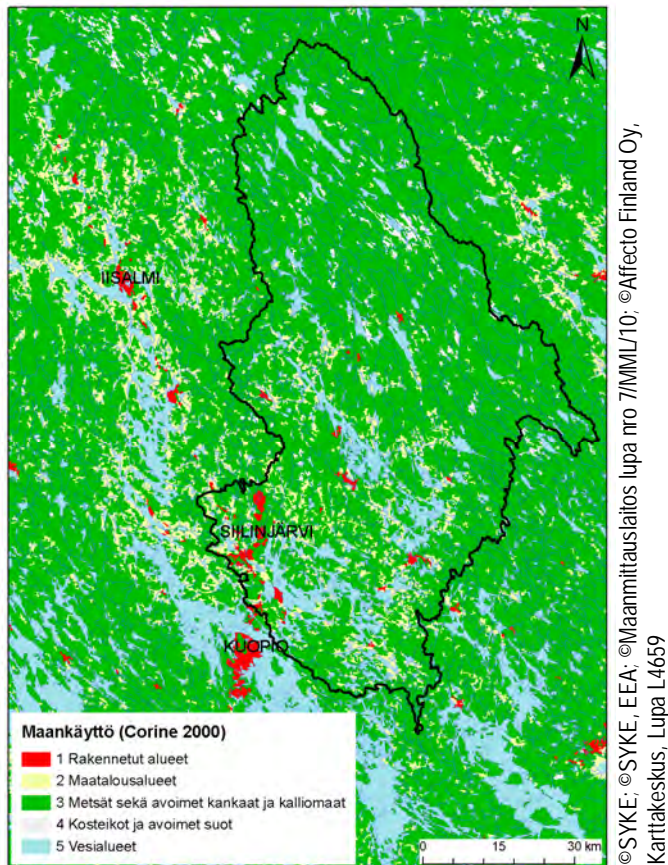 N
IISALMI
SIILINJÄRVI
KUOPIO
Maankäyttö (Corine 2000)
1 Rakennetut alueet
2 Maatalousalueet
3 Metsät sekä avoimet kankaat ja kalliomaat
4 Kosteikot ja avoimet suot
5 Vesialueet
0 15 30 km
©SYKE; ©SYKE, EEA; ©Maanmittauslaitos lupa nro 7/MML/10; ©Affecto Finland Oy,
Karttakeskus, Lupa L4659